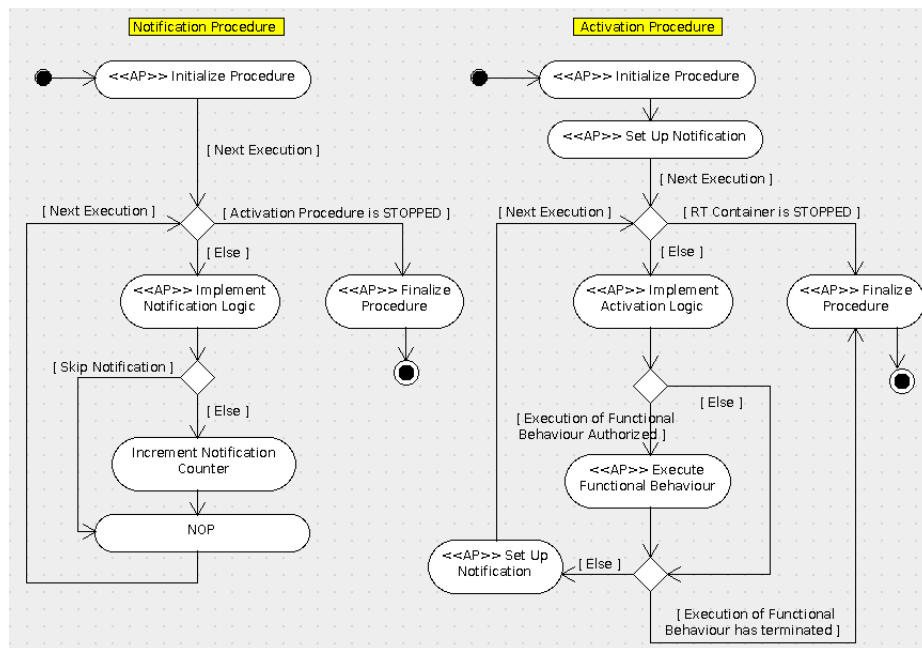 Notification Procedure
<<AP>> Initialize Procedure
[ Next Execution ]
[ Next Execution ]
[ Activation Procedure is STOPPED ]
[ Else ]
<<AP>> Implement
Notification Logic
<<AP>> Finalize
Procedure
[ Skip Notification ]
[ Else ]
Increment Notification
Counter
NOP
Activation Procedure
<<AP>> Initialize Procedure
<<AP>> Set Up Notification
[ Next Execution ]
[ Next Execution ]
[ RT Container is STOPPED ]
[ Else ]
<<AP>> Implement
Activation Logic
<<AP>> Finalize
Procedure
[ Else ]
[Execution of Functional
Behaviour Authorized ]
<<AP>> Execute
Functional Behaviour
<<AP>> Set Up
Notification
[ Else ]
[Execution of Functional
Behaviour has terminated ]